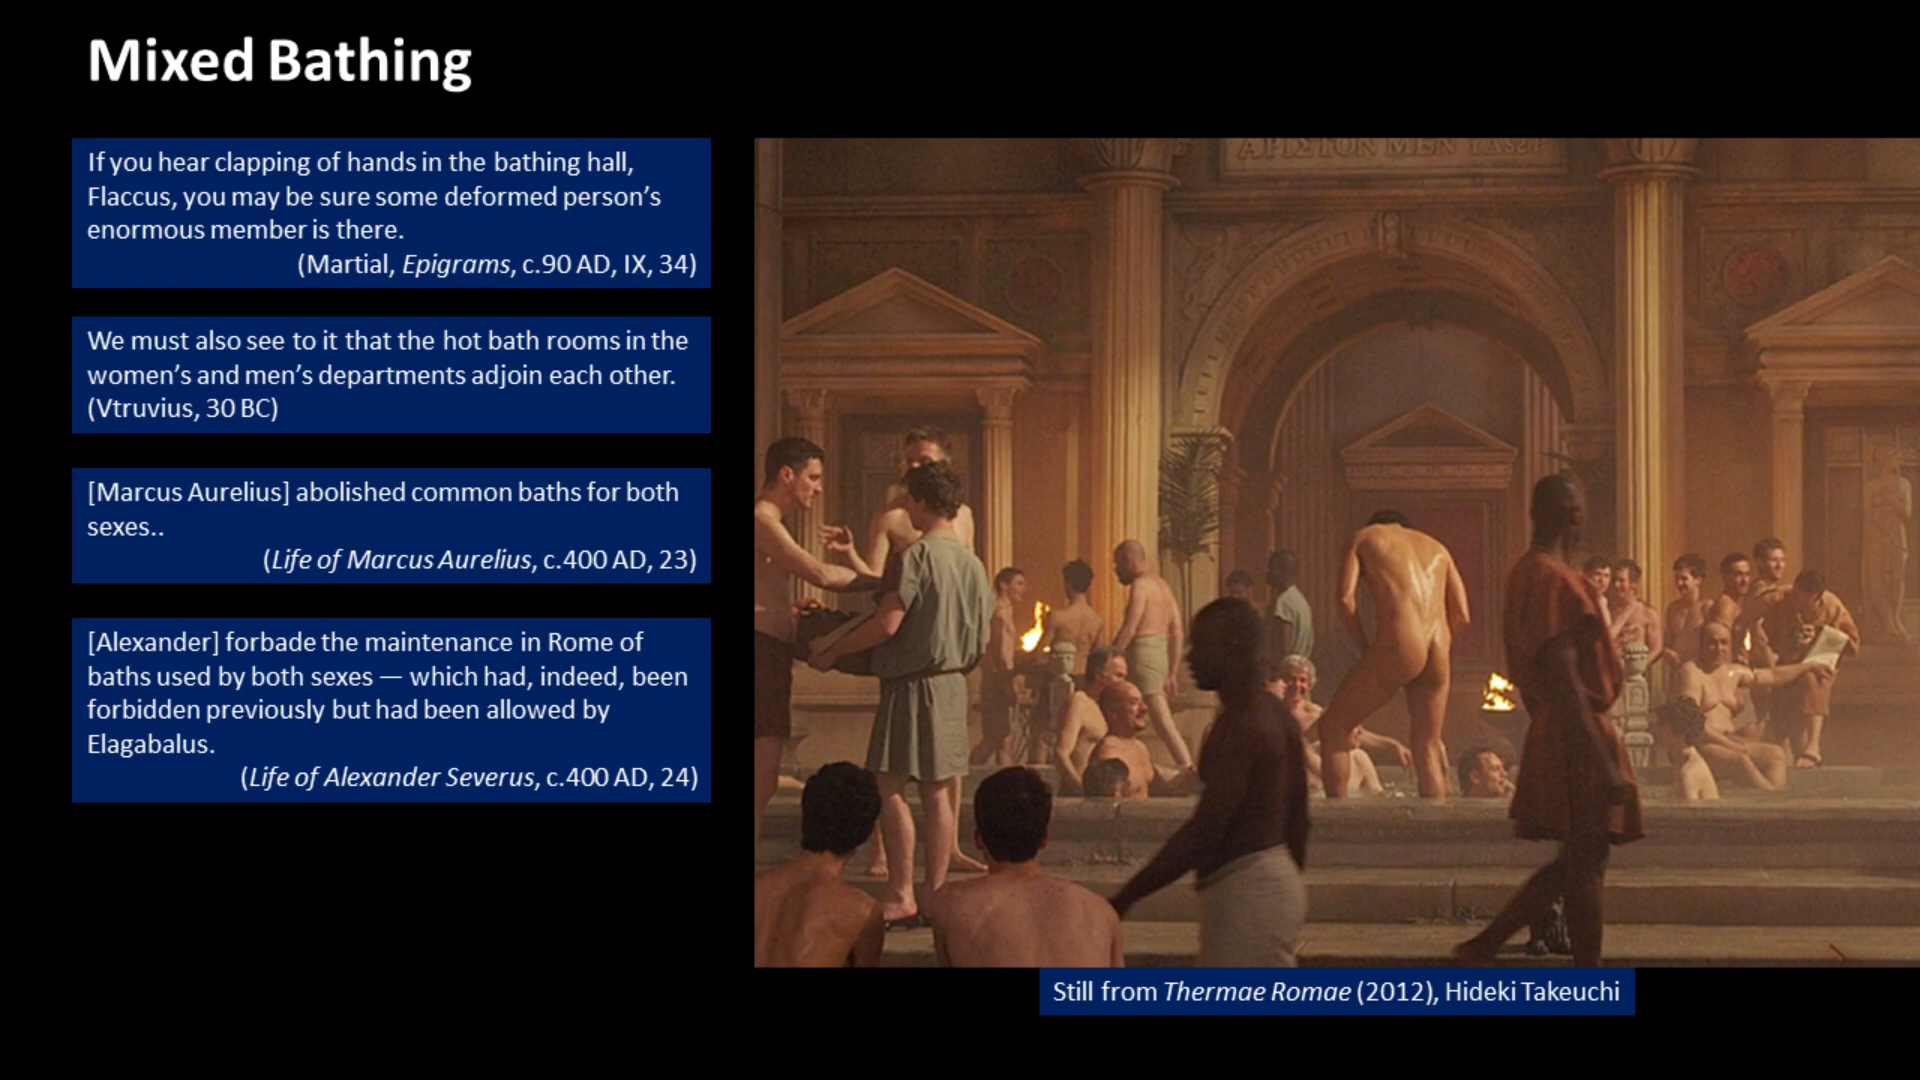 Mixed Bathing
If you hear clapping of hands in the bathing hall,
Flaccus, you may be sure some deformed person’s
enormous member is there.
(Martial, Epigrams, c.90 AD, IX, 34)
We must also see to it that the hot bath rooms in the
women’s and men’s departments adjoin each other.
(Vtruvius, 30 BC)
[Marcus Aurelius] abolished common baths for both
sexes..
(Life of Marcus Aurelius, c.400 AD, 23)
[Alexander] forbade the maintenance in Rome of
baths used by both sexes — which had, indeed, been
forbidden previously but had been allowed by
Elagabalus.
(Life of Alexander Severus, c.400 AD, 24)
ΑΡΙΣΤΟΝ ΜΕΝ
Still from Thermae Romae (2012), Hideki Takeuchi